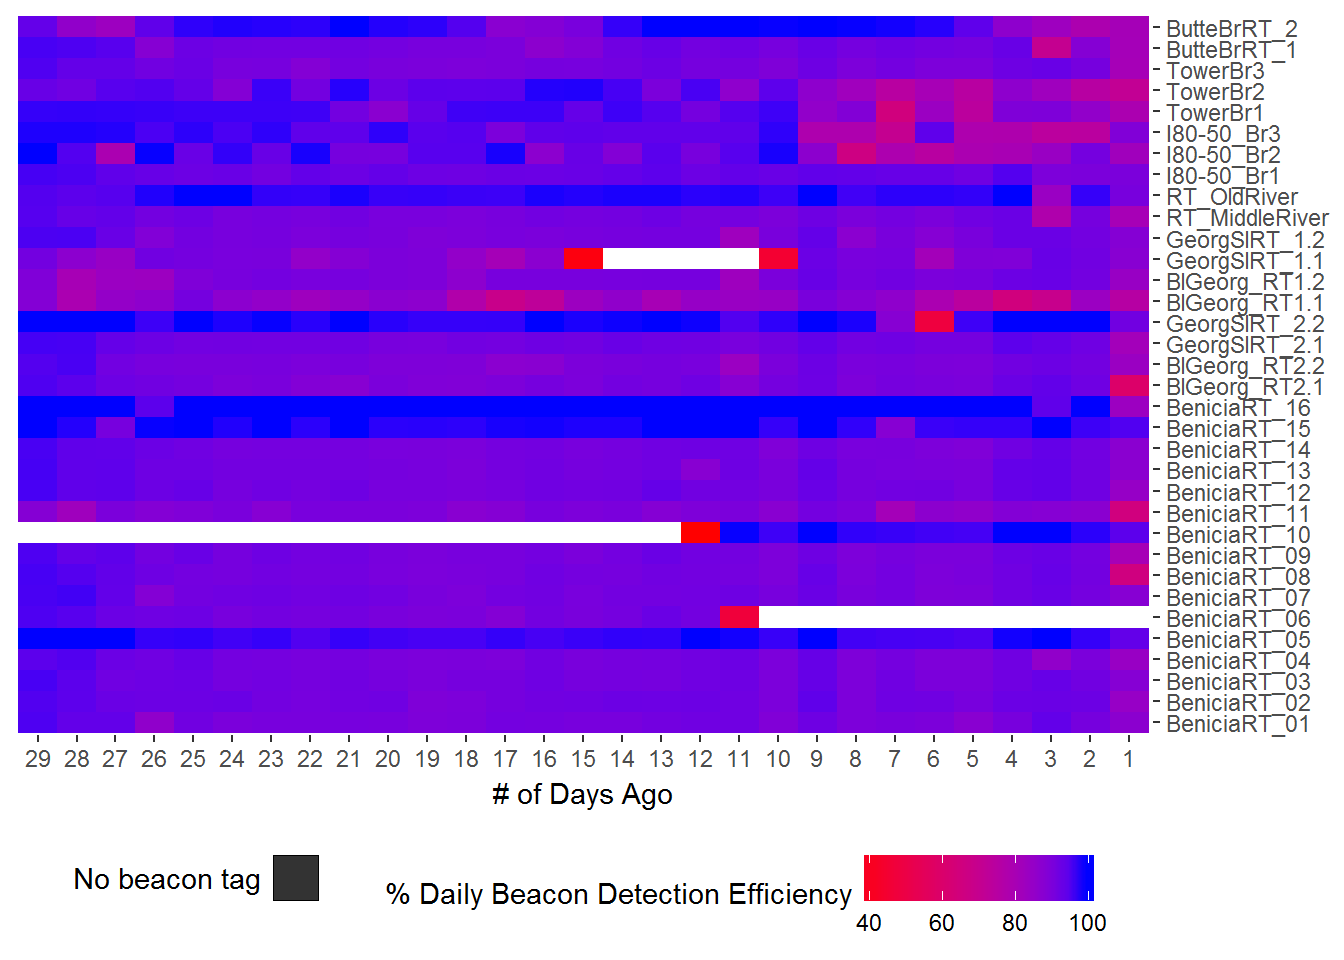 ButteBrRT_2
ButteBrRT_1
TowerBr3
TowerBr2
TowerBr1
I80-50_Br3
I80-50_Br2
I80-50_Br1
RT_OldRiver
RT_MiddleRiver
GeorgSlRT_1.2
GeorgSlRT_1.1
BlGeorg_RT1.2
BlGeorg_RT1.1
GeorgSlRT_2.2
GeorgSlRT_2.1
BlGeorg_RT2.2
BlGeorg_RT2.1
BeniciaRT_16
BeniciaRT_15
BeniciaRT_14
BeniciaRT_13
BeniciaRT_12
BeniciaRT_11
BeniciaRT_10
BeniciaRT_09
BeniciaRT_08
BeniciaRT_07
BeniciaRT_06
BeniciaRT_05
BeniciaRT_04
BeniciaRT_03
BeniciaRT_02
BeniciaRT_01
29 28 27 26 25 24 23 22 21 20 19 18 17 16 15 14 13 12 11 10 9 8 7 6 5 4 3 2 1
# of Days Ago
No beacon tag
% Daily Beacon Detection Efficiency
40 60 80 100